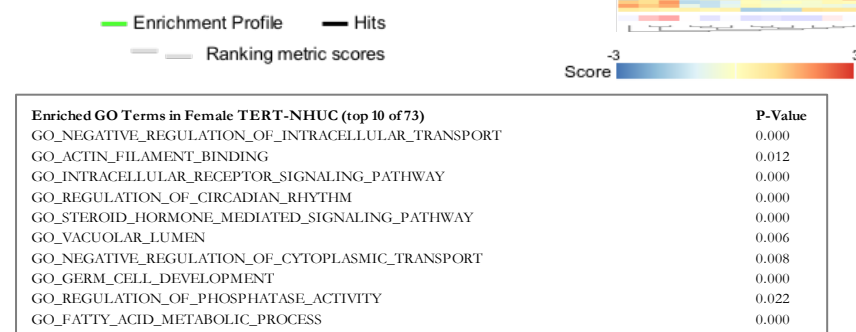 Enrichment Profile Hits
Ranking metric scores
-3 3
Score
Enriched GO Terms in Female TERT-NHUC (top 10 of 73) P-Value
GO_NEGATIVE_REGULATION_OF_INTRACELLULAR_TRANSPORT 0.000
GO_ACTIN_FILAMENT_BINDING 0.012
GO_INTRACELLULAR_RECEPTOR_SIGNALING_PATHWAY 0.000
GO_REGULATION_OF_CIRCADIAN_RHYTHM 0.000
GO_STEROID_HORMONE_MEDIATED_SIGNALING_PATHWAY 0.000
GO_VACUOLAR_LUMEN 0.006
GO_NEGATIVE_REGULATION_OF_CYTOPLASMIC_TRANSPORT 0.008
GO_GERM_CELL_DEVELOPMENT 0.000
GO_REGULATION_OF_PHOSPHATASE_ACTIVITY 0.022
GO_FATTY_ACID_METABOLIC_PROCESS 0.000